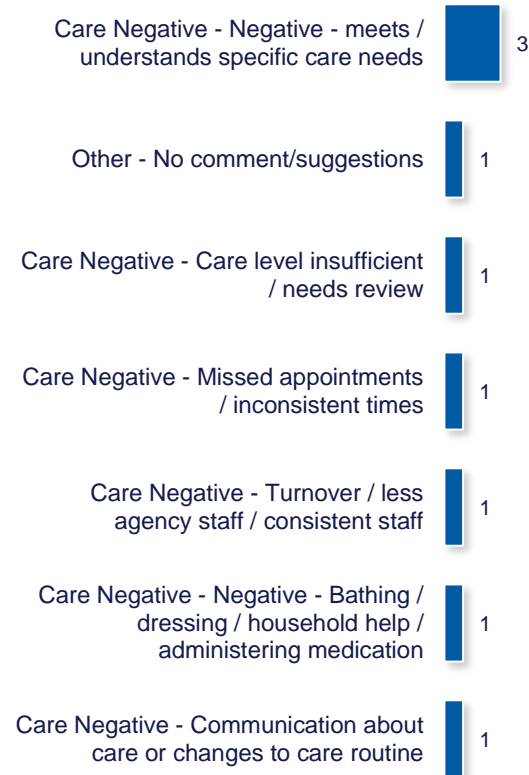 Care Negative - Negative - meets /
understands specific care needs
3
Other - No comment/suggestions
1
Care Negative - Care level insufficient
/ needs review
1
Care Negative - Missed appointments
/ inconsistent times
1
Care Negative - Turnover / less
agency staff / consistent staff
1
Care Negative - Negative - Bathing /
dressing / household help /
administering medication
1
Care Negative - Communication about
care or changes to care routine
1